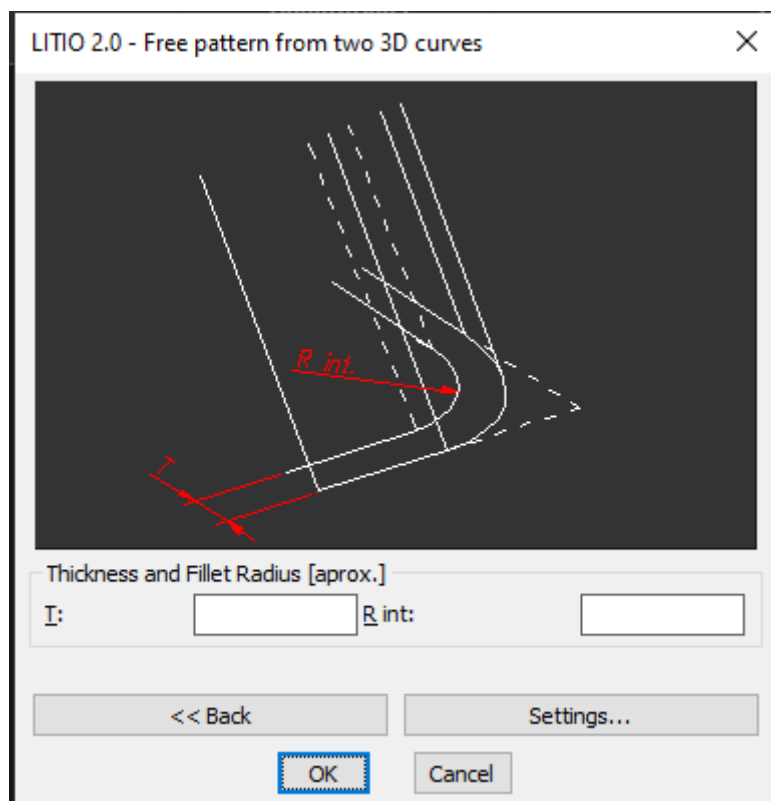 LITIO 2.0 - Free pattern from two 3D curves
R int.
T
Thickness and Fillet Radius [aprox.]
T: R int:
<< Back Settings...
OK Cancel